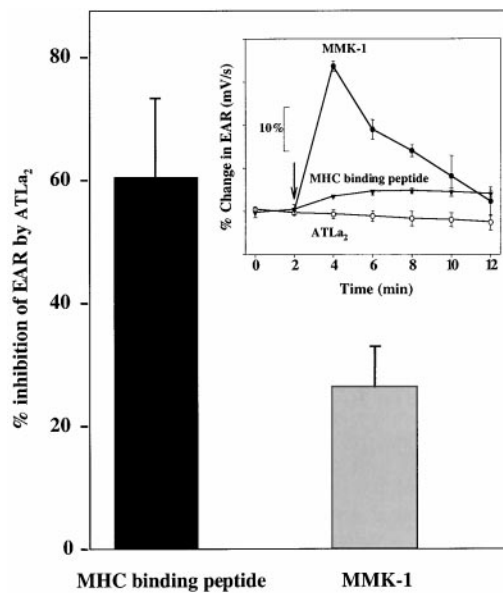 % inhibition of EAR by ATLa₂
80
60
40
20
0
MHC binding peptide
MMK-1
% Change in EAR (mV/s)
MMK-1
10%
MHC binding peptide
ATLa₂
0 2 4 6 8 10 12
Time (min)